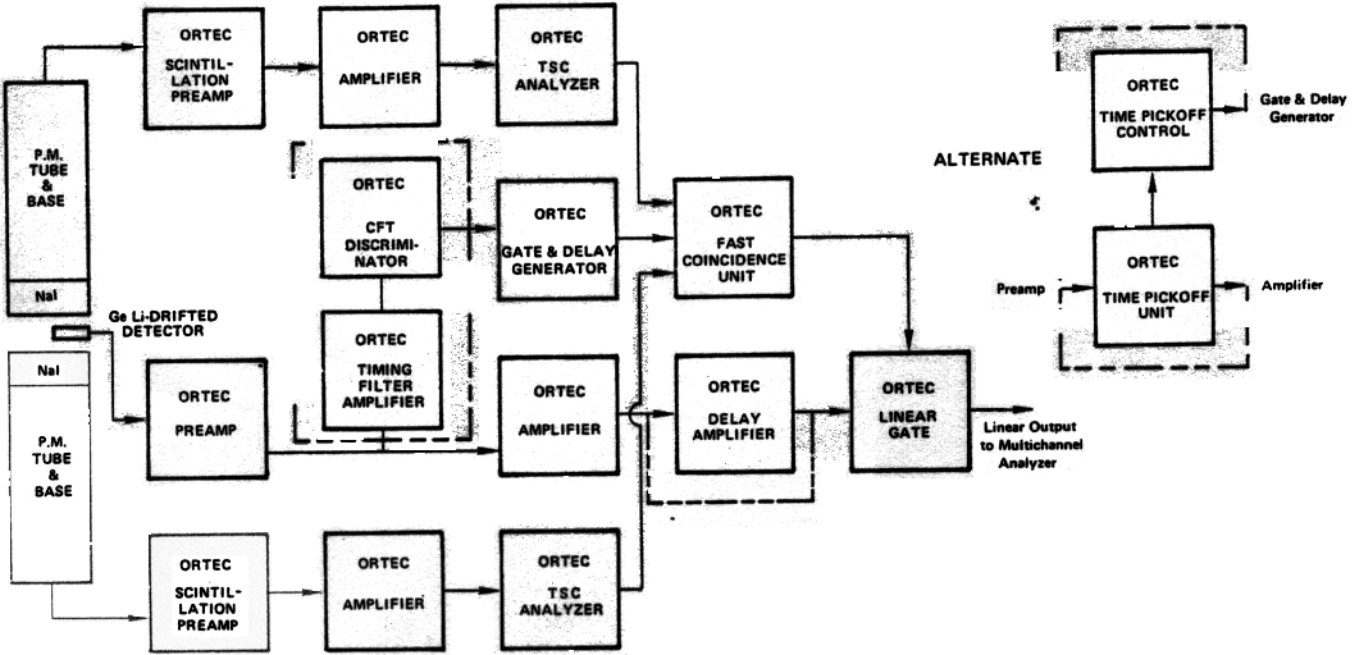 ORTEC
SCINTIL-
LATION
PREAMP
ORTEC
AMPLIFIER
ORTEC
TSC
ANALYZER
P.M.
TUBE
&
BASE
NaI
Ge Li-DRIFTED
DETECTOR
ORTEC
CFT
DISCRIMI-
NATOR
ORTEC
GATE & DELAY
GENERATOR
ORTEC
FAST
COINCIDENCE
UNIT
ORTEC
TIMING
FILTER
AMPLIFIER
NaI
P.M.
TUBE
&
BASE
ORTEC
PREAMP
ORTEC
AMPLIFIER
ORTEC
DELAY
AMPLIFIER
ORTEC
LINEAR
GATE
Linear Output
to Multichannel
Analyzer
ORTEC
SCINTIL-
LATION
PREAMP
ORTEC
AMPLIFIER
ORTEC
TSC
ANALYZER
ALTERNATE
ORTEC
TIME PICKOFF
CONTROL
Gate & Delay
Generator
Preamp
ORTEC
TIME PICKOFF
UNIT
Amplifier